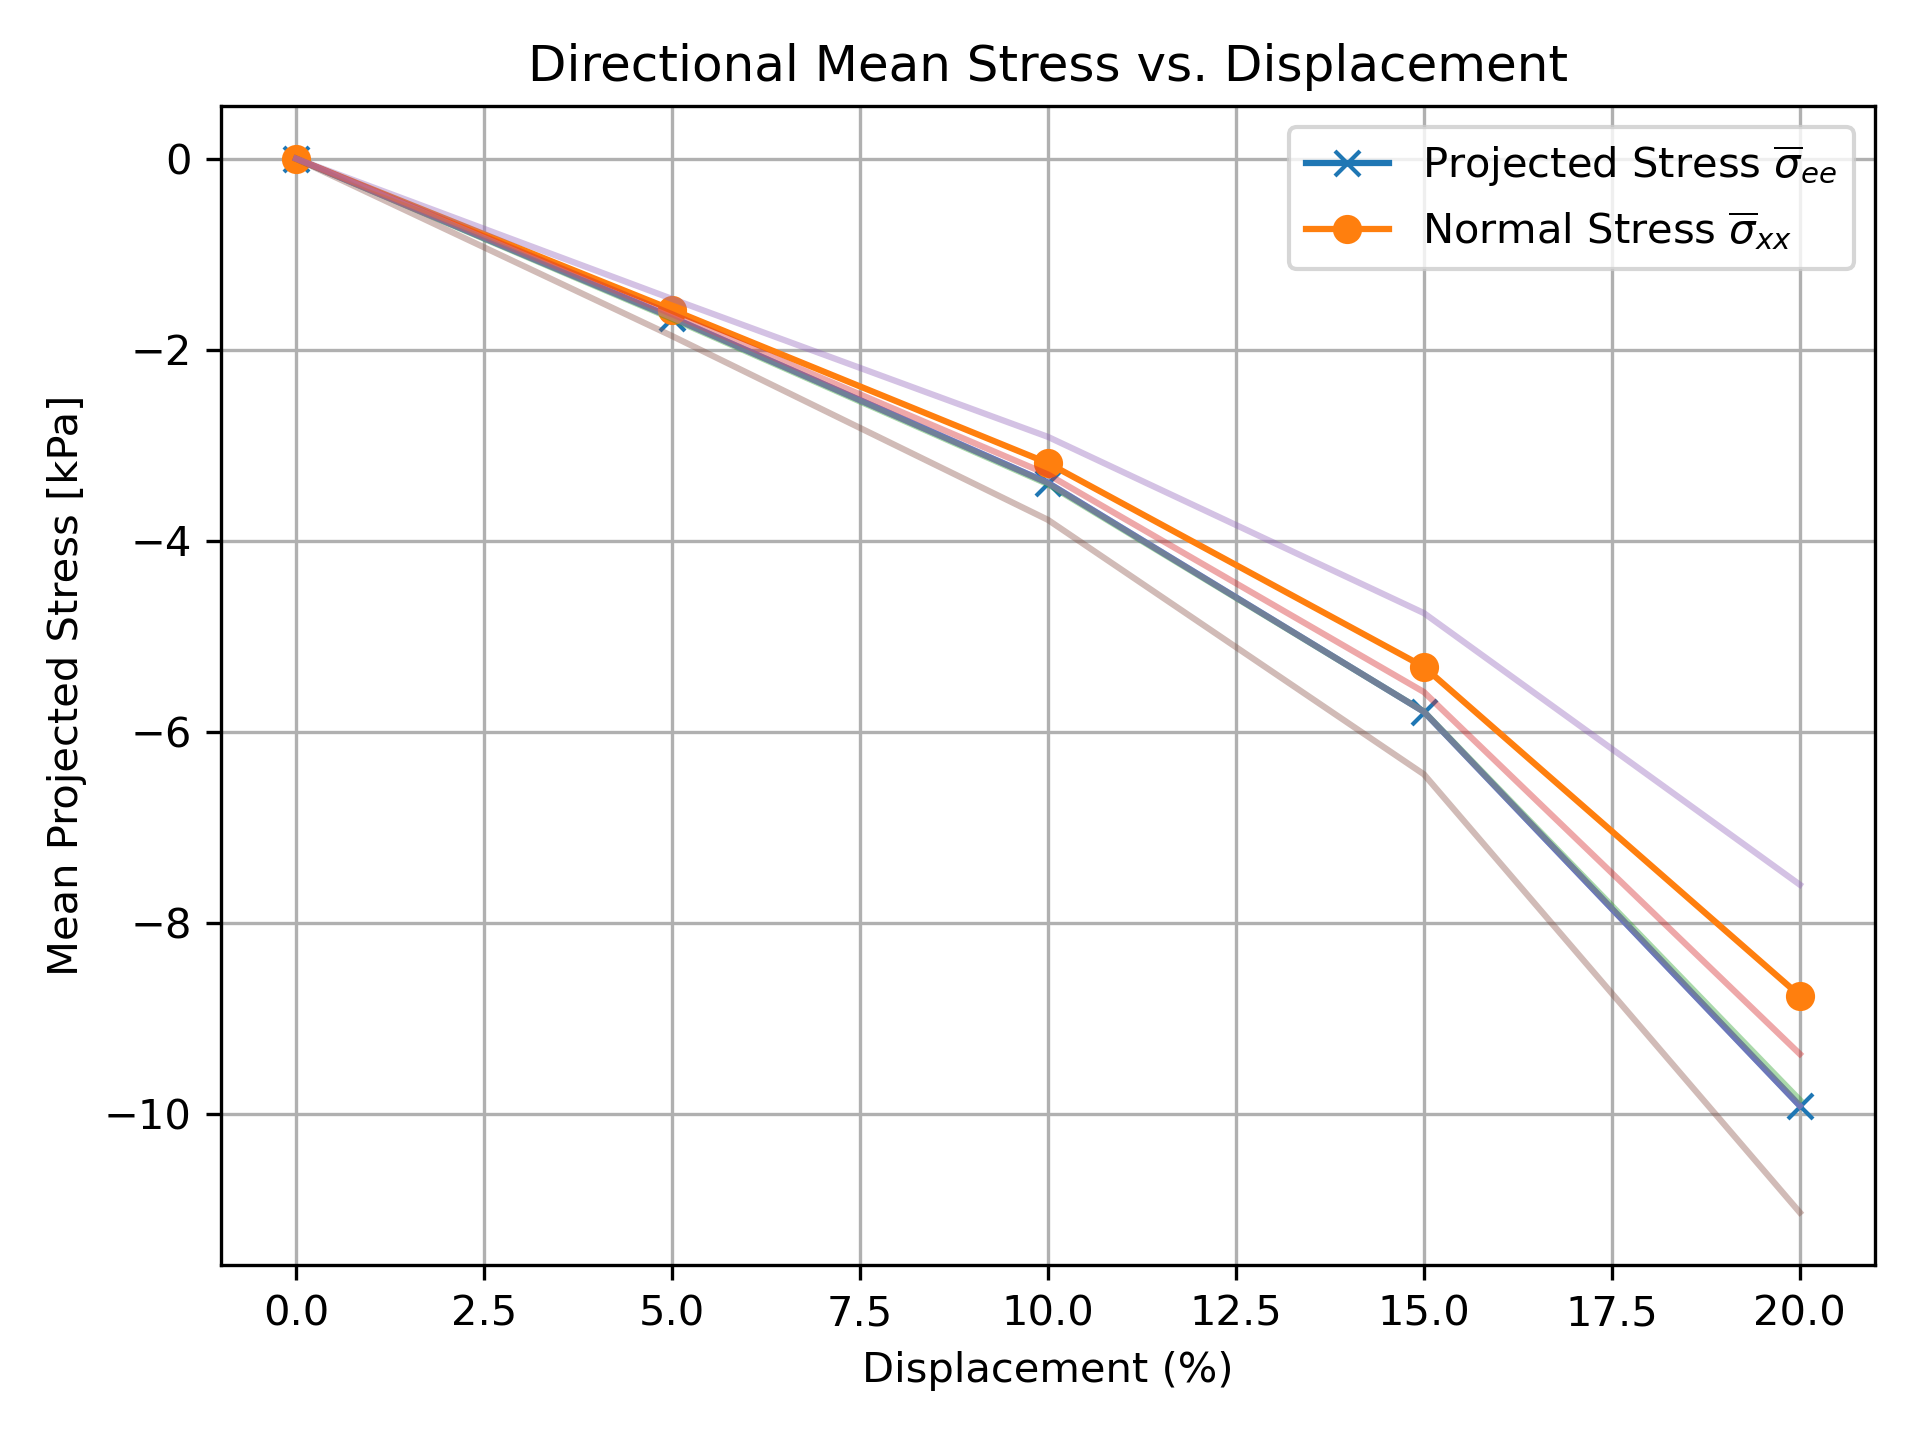 Directional Mean Stress vs. Displacement
Projected Stress σ̅ₑₑ
Normal Stress σ̅ₓₓ
Mean Projected Stress [kPa]
0
−2
−4
−6
−8
−10
0.0 2.5 5.0 7.5 10.0 12.5 15.0 17.5 20.0
Displacement (%)